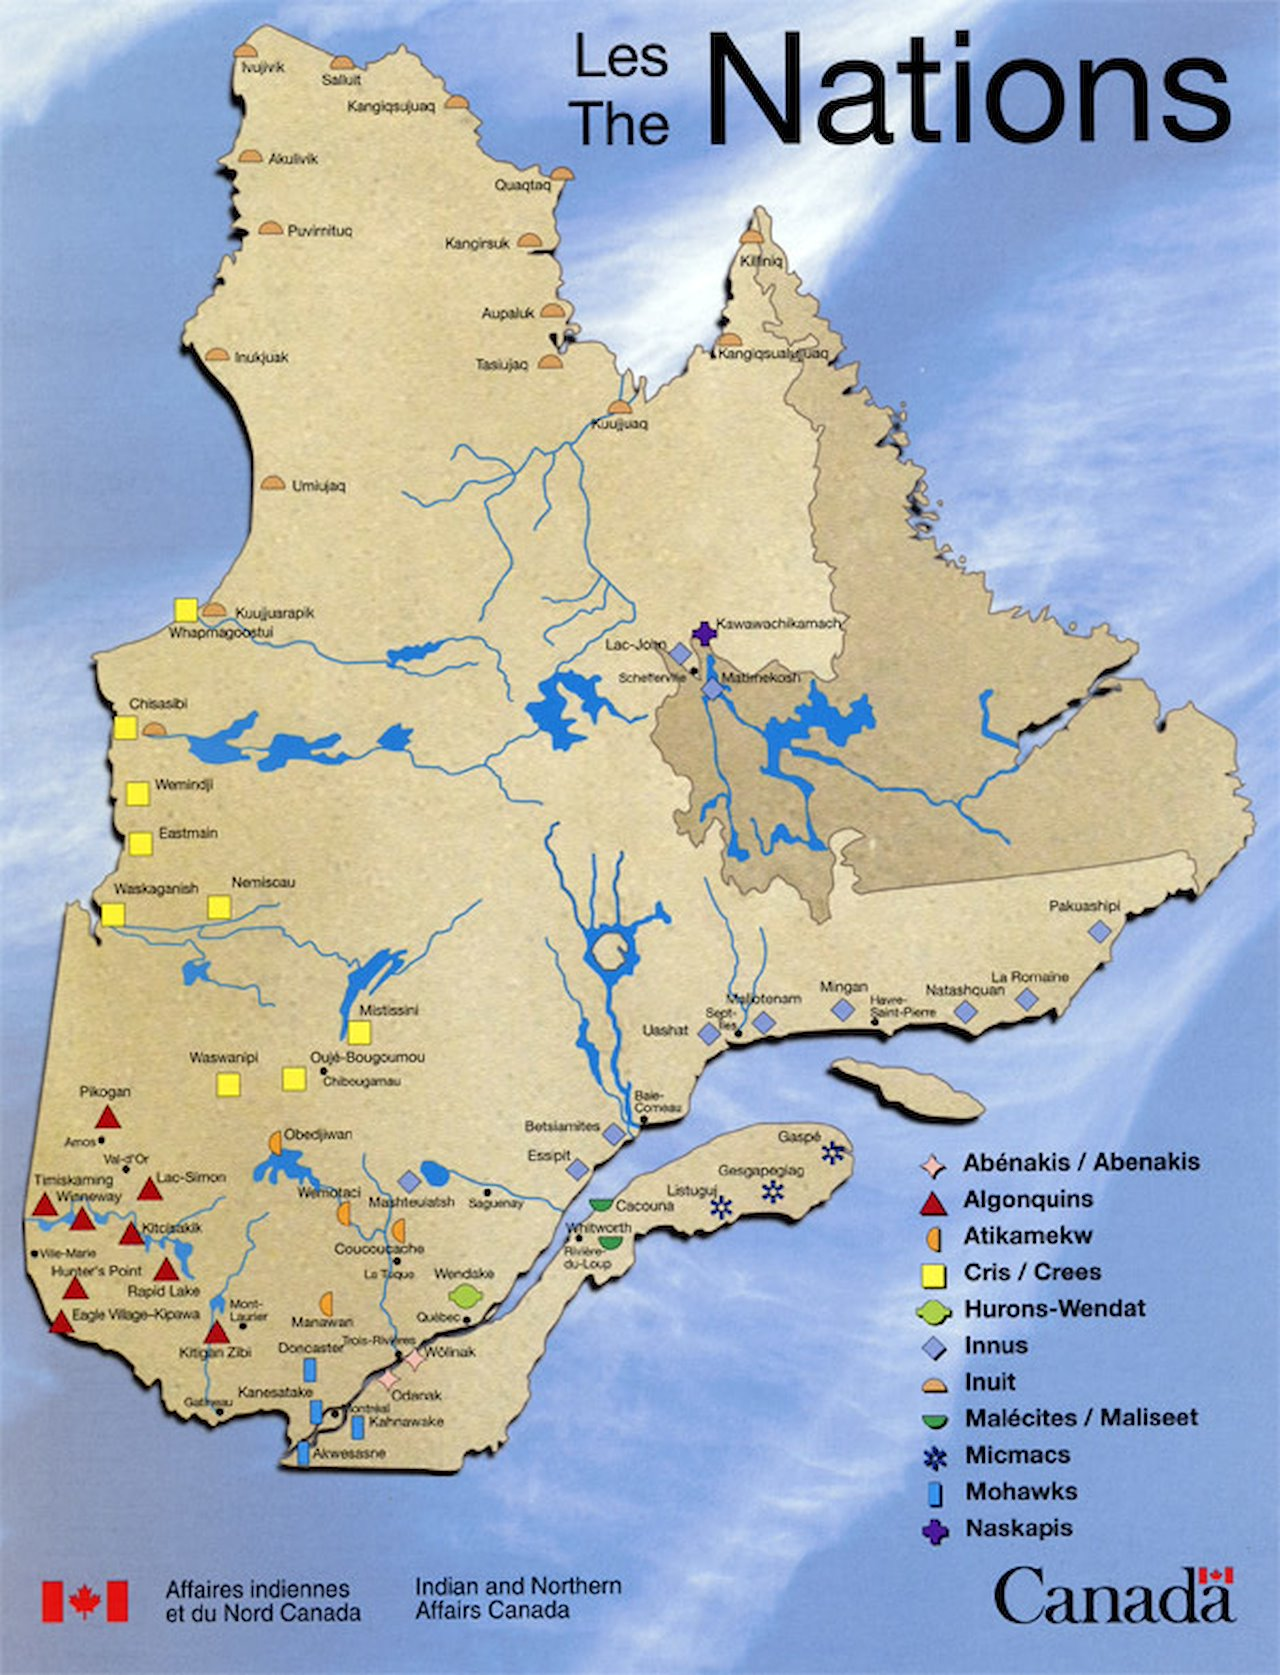 Les
The
Nations
Ivujivik
Salluit
Kangiqsujuaq
Akulivik
Quaqtaq
Puvirnituq
Kangirsuk
Killiniq
Aupaluk
Inukjuak
Tasiujaq
Kangiqsualujjuaq
Kuujjuaq
Umiujaq
Kuujjuarapik
Whapmagoostui
Kawawachikamach
Lac-John
Schefferville
Matimekosh
Chisasibi
Wemindji
Eastmain
Waskaganish
Nemiscau
Pakuashipi
La Romaine
Natashquan
Mingan
Havre-
Saint-Pierre
Maliotenam
Sept-
Îles
Uashat
Mistissini
Waswanipi
Oujé-Bougoumou
Chibougamau
Pikogan
Amos
Baie-
Comeau
Betsiamites
Obedjiwan
Val-d'Or
Essipit
Gaspé
Gesgapegiag
Listuguj
Timiskaming
Winneway
Lac-Simon
Wemotaci
Mashteuiatsh
Saguenay
Cacouna
Kitcisakik
Whitworth
Rivière-
du-Loup
Ville-Marie
Coucoucache
La Tuque
Hunter's Point
Rapid Lake
Wendake
Eagle Village–Kipawa
Mont-
Laurier
Manawan
Québec
Kitigan Zibi
Doncaster
Trois-Rivières
Wôlinak
Kanesatake
Odanak
Gatineau
Montréal
Kahnawake
Akwesasne
Abénakis / Abenakis
Algonquins
Atikamekw
Cris / Crees
Hurons-Wendat
Innus
Inuit
Malécites / Maliseet
Micmacs
Mohawks
Naskapis
Affaires indiennes
et du Nord Canada
Indian and Northern
Affairs Canada
Canada